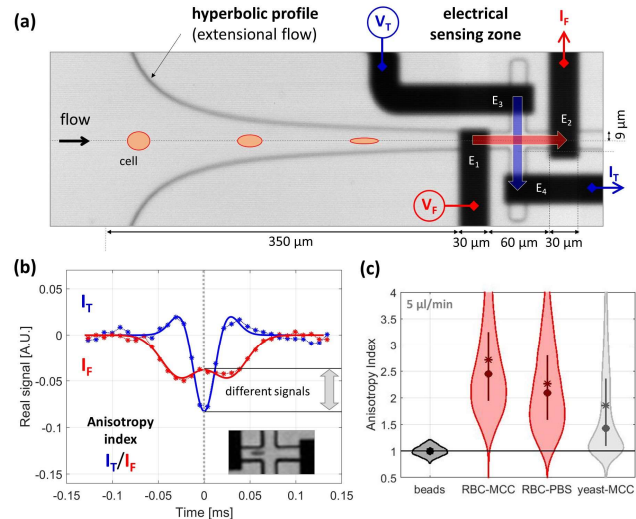 (a)
hyperbolic profile
(extensional flow)
V_T
electrical
sensing zone
I_F
flow
cell
E_3
E_2
E_1
E_4
9 µm
I_T
V_F
350 µm
30 µm
60 µm
30 µm
(b)
0.05
0
-0.05
-0.1
-0.15
Real signal [A.U.]
I_T
I_F
different signals
Anisotropy
index
I_T/I_F
-0.15
-0.1
-0.05
0
0.05
0.1
0.15
Time [ms]
(c)
5 µl/min
4
3.5
3
2.5
2
1.5
1
0.5
0
Anisotropy Index
beads
RBC-MCC
RBC-PBS
yeast-MCC